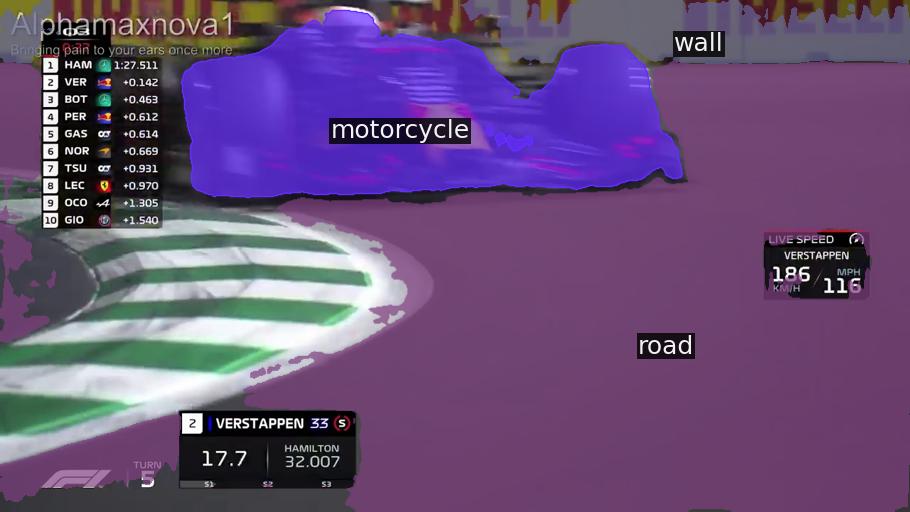 Alphamaxnova1
Bringing pain to your ears once more
1 HAM 1:27.511
2 VER +0.142
3 BOT +0.463
4 PER +0.612
5 GAS +0.614
6 NOR +0.669
7 TSU +0.931
8 LEC +0.970
9 OCO +1.305
10 GIO +1.540
wall
motorcycle
LIVE SPEED
VERSTAPPEN
186 KM/H 116 MPH
road
2 VERSTAPPEN 33 S
17.7 HAMILTON 32.007
S1 S2 S3
F1 TURN 5